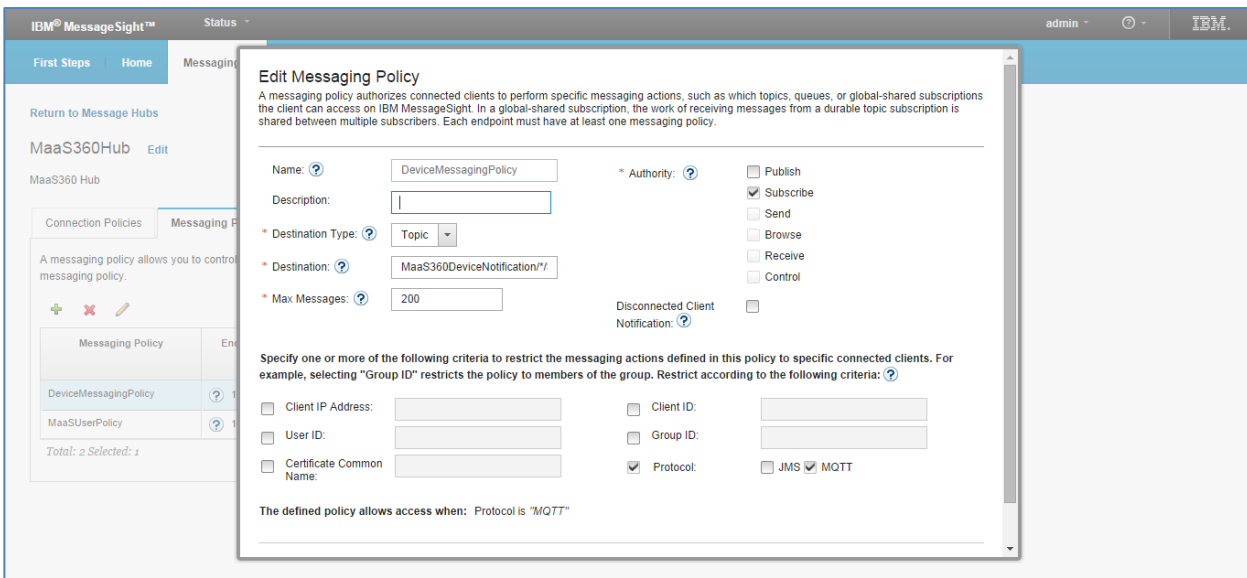 IBM® MessageSight™
Status
admin
IBM.
First Steps
Home
Messaging
Return to Message Hubs
MaaS360Hub Edit
MaaS360 Hub
Connection Policies
Messaging P
A messaging policy allows you to control
messaging policy.
Messaging Policy
End
DeviceMessagingPolicy
? 1
MaaSUserPolicy
? 1
Total: 2 Selected: 1
Edit Messaging Policy
A messaging policy authorizes connected clients to perform specific messaging actions, such as which topics, queues, or global-shared subscriptions
the client can access on IBM MessageSight. In a global-shared subscription, the work of receiving messages from a durable topic subscription is
shared between multiple subscribers. Each endpoint must have at least one messaging policy.
Name: ? DeviceMessagingPolicy
Description:
* Destination Type: ? Topic
* Destination: ? MaaS360DeviceNotification/*/
* Max Messages: ? 200
* Authority: ?
Publish
Subscribe
Send
Browse
Receive
Control
Disconnected Client
Notification: ?
Specify one or more of the following criteria to restrict the messaging actions defined in this policy to specific connected clients. For
example, selecting "Group ID" restricts the policy to members of the group. Restrict according to the following criteria: ?
Client IP Address:
Client ID:
User ID:
Group ID:
Certificate Common
Name:
Protocol: JMS MQTT
The defined policy allows access when: Protocol is "MQTT"